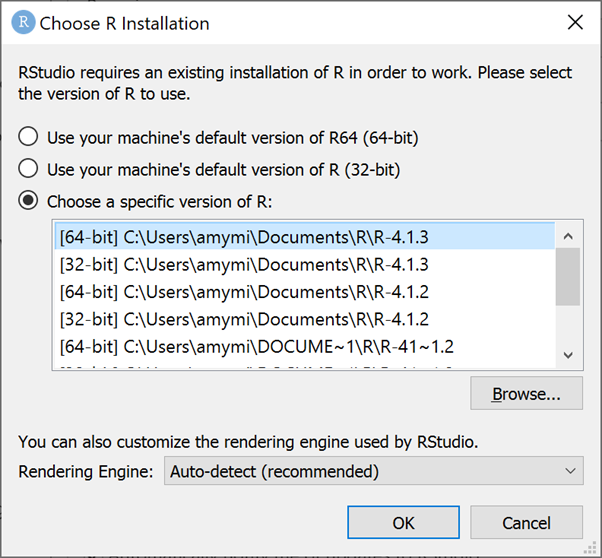 R Choose R Installation
RStudio requires an existing installation of R in order to work. Please select
the version of R to use.
Use your machine's default version of R64 (64-bit)
Use your machine's default version of R (32-bit)
Choose a specific version of R:
[64-bit] C:\Users\amymi\Documents\R\R-4.1.3
[32-bit] C:\Users\amymi\Documents\R\R-4.1.3
[64-bit] C:\Users\amymi\Documents\R\R-4.1.2
[32-bit] C:\Users\amymi\Documents\R\R-4.1.2
[64-bit] C:\Users\amymi\DOCUME~1\R\R-41~1.2
Browse...
You can also customize the rendering engine used by RStudio.
Rendering Engine: Auto-detect (recommended)
OK Cancel